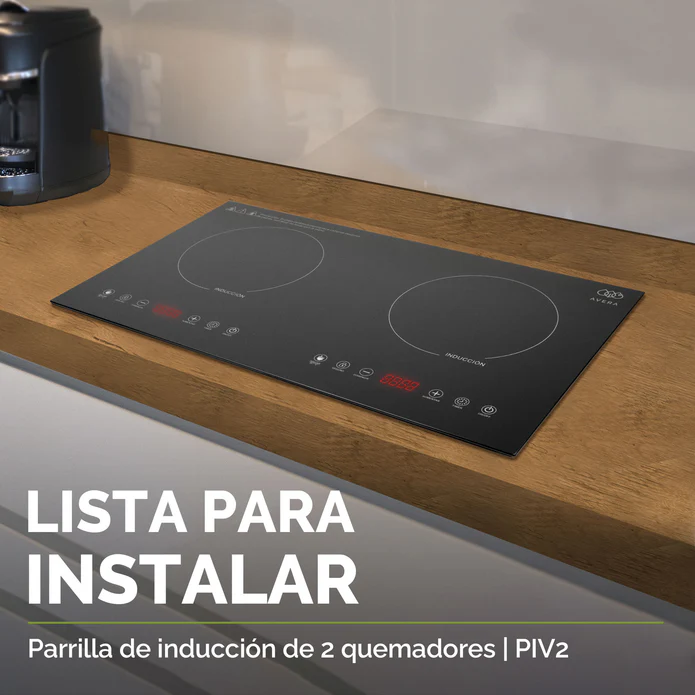 INDUCCIÓN
AVERA
INDUCCIÓN
LISTA PARA
INSTALAR
Parrilla de inducción de 2 quemadores | PIV2